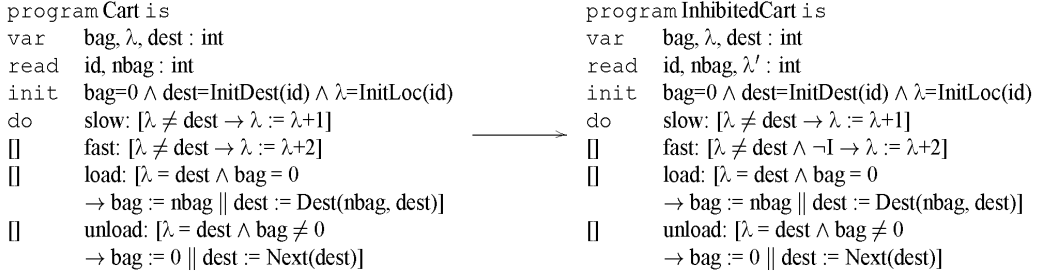 program Cart is
var bag, λ, dest : int
read id, nbag : int
init bag=0 ∧ dest=InitDest(id) ∧ λ=InitLoc(id)
do slow: [λ ≠ dest → λ := λ+1]
[] fast: [λ ≠ dest → λ := λ+2]
[] load: [λ = dest ∧ bag = 0
→ bag := nbag || dest := Dest(nbag, dest)]
[] unload: [λ = dest ∧ bag ≠ 0
→ bag := 0 || dest := Next(dest)]
program InhibitedCart is
var bag, λ, dest : int
read id, nbag, λ′ : int
init bag=0 ∧ dest=InitDest(id) ∧ λ=InitLoc(id)
do slow: [λ ≠ dest → λ := λ+1]
[] fast: [λ ≠ dest ∧ ¬I → λ := λ+2]
[] load: [λ = dest ∧ bag = 0
→ bag := nbag || dest := Dest(nbag, dest)]
[] unload: [λ = dest ∧ bag ≠ 0
→ bag := 0 || dest := Next(dest)]